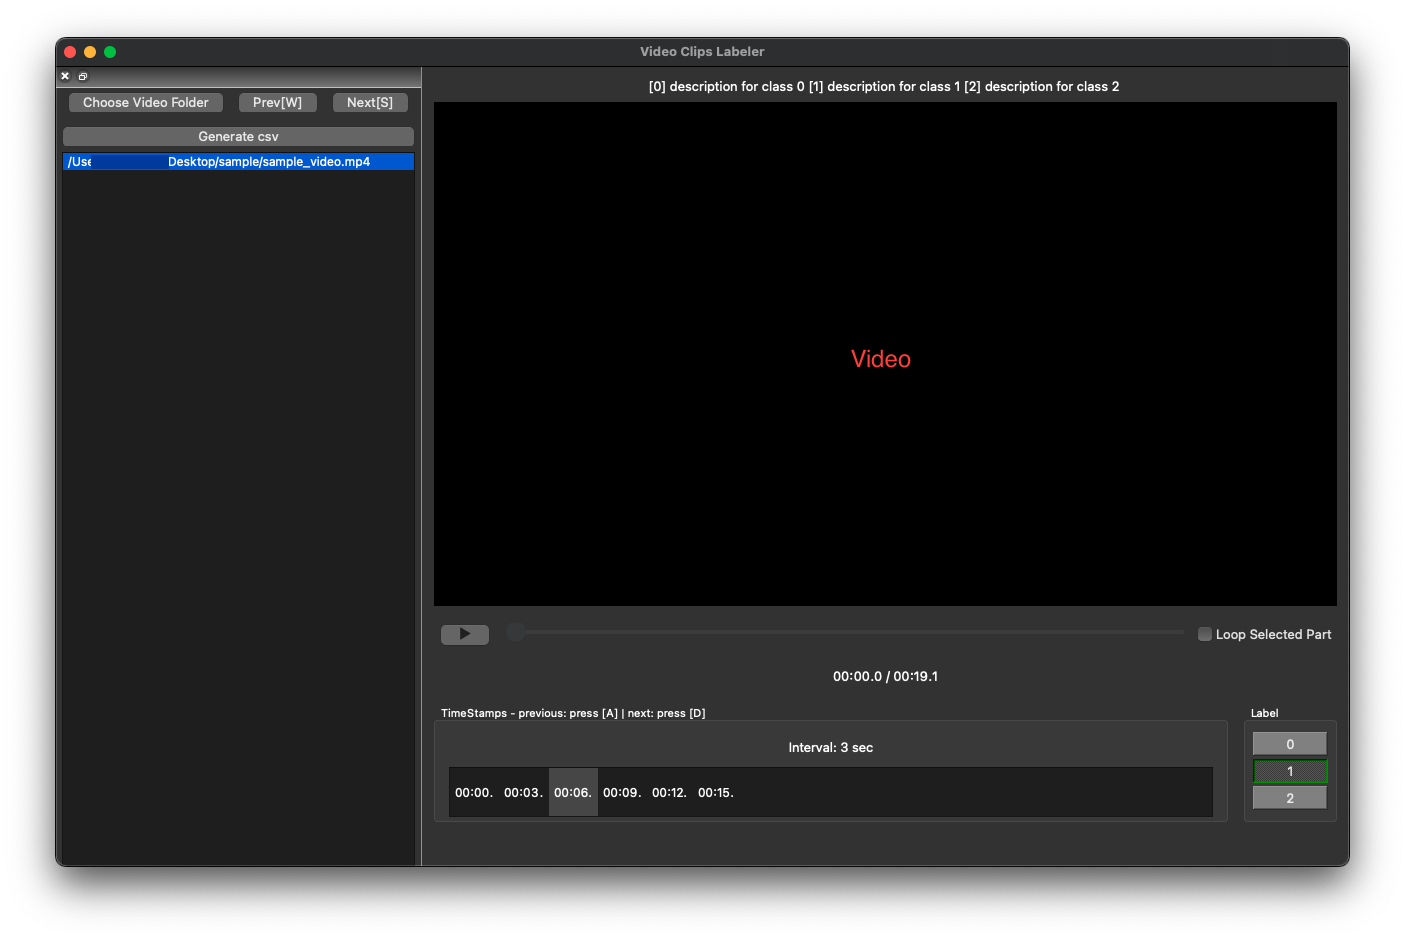 Video Clips Labeler
Choose Video Folder Prev[W] Next[S]
Generate csv
/Use Desktop/sample/sample_video.mp4
[0] description for class 0 [1] description for class 1 [2] description for class 2
Video
Loop Selected Part
00:00.0 / 00:19.1
TimeStamps - previous: press [A] | next: press [D]
Interval: 3 sec
00:00. 00:03. 00:06. 00:09. 00:12. 00:15.
Label
0
1
2